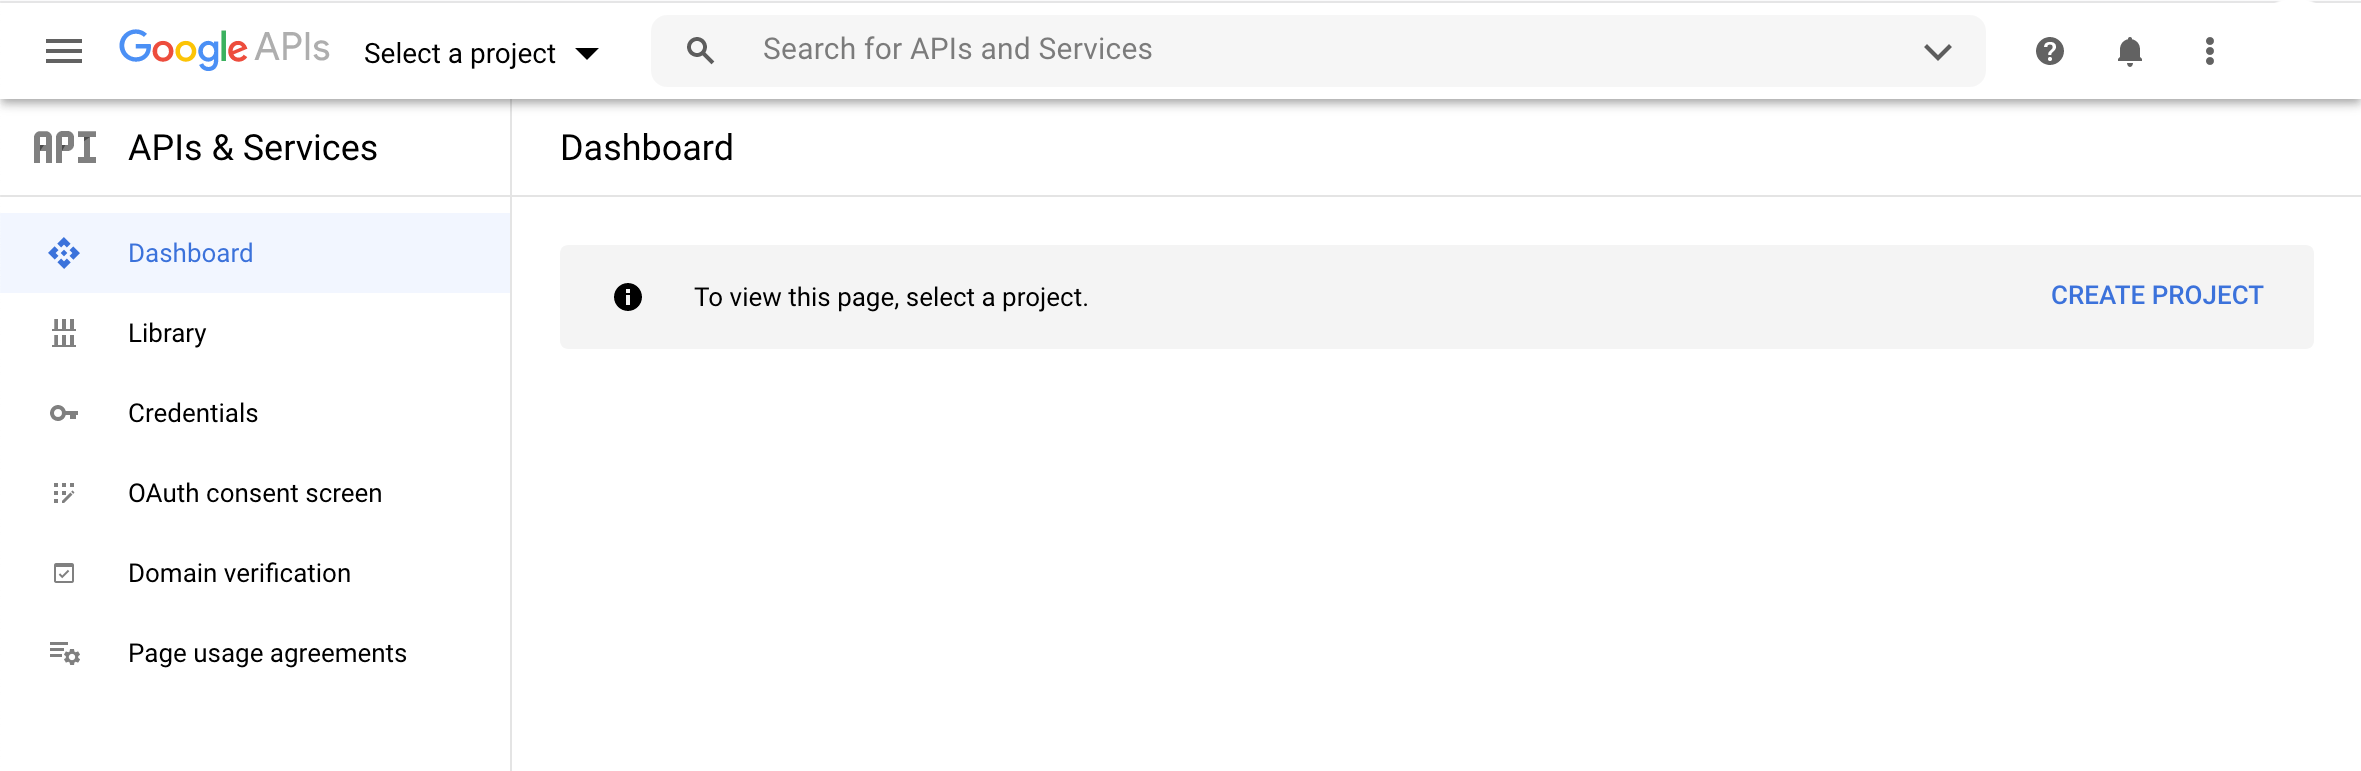 Google APIs Select a project Search for APIs and Services
API APIs & Services
Dashboard
Dashboard
Library
Credentials
OAuth consent screen
Domain verification
Page usage agreements
To view this page, select a project. CREATE PROJECT